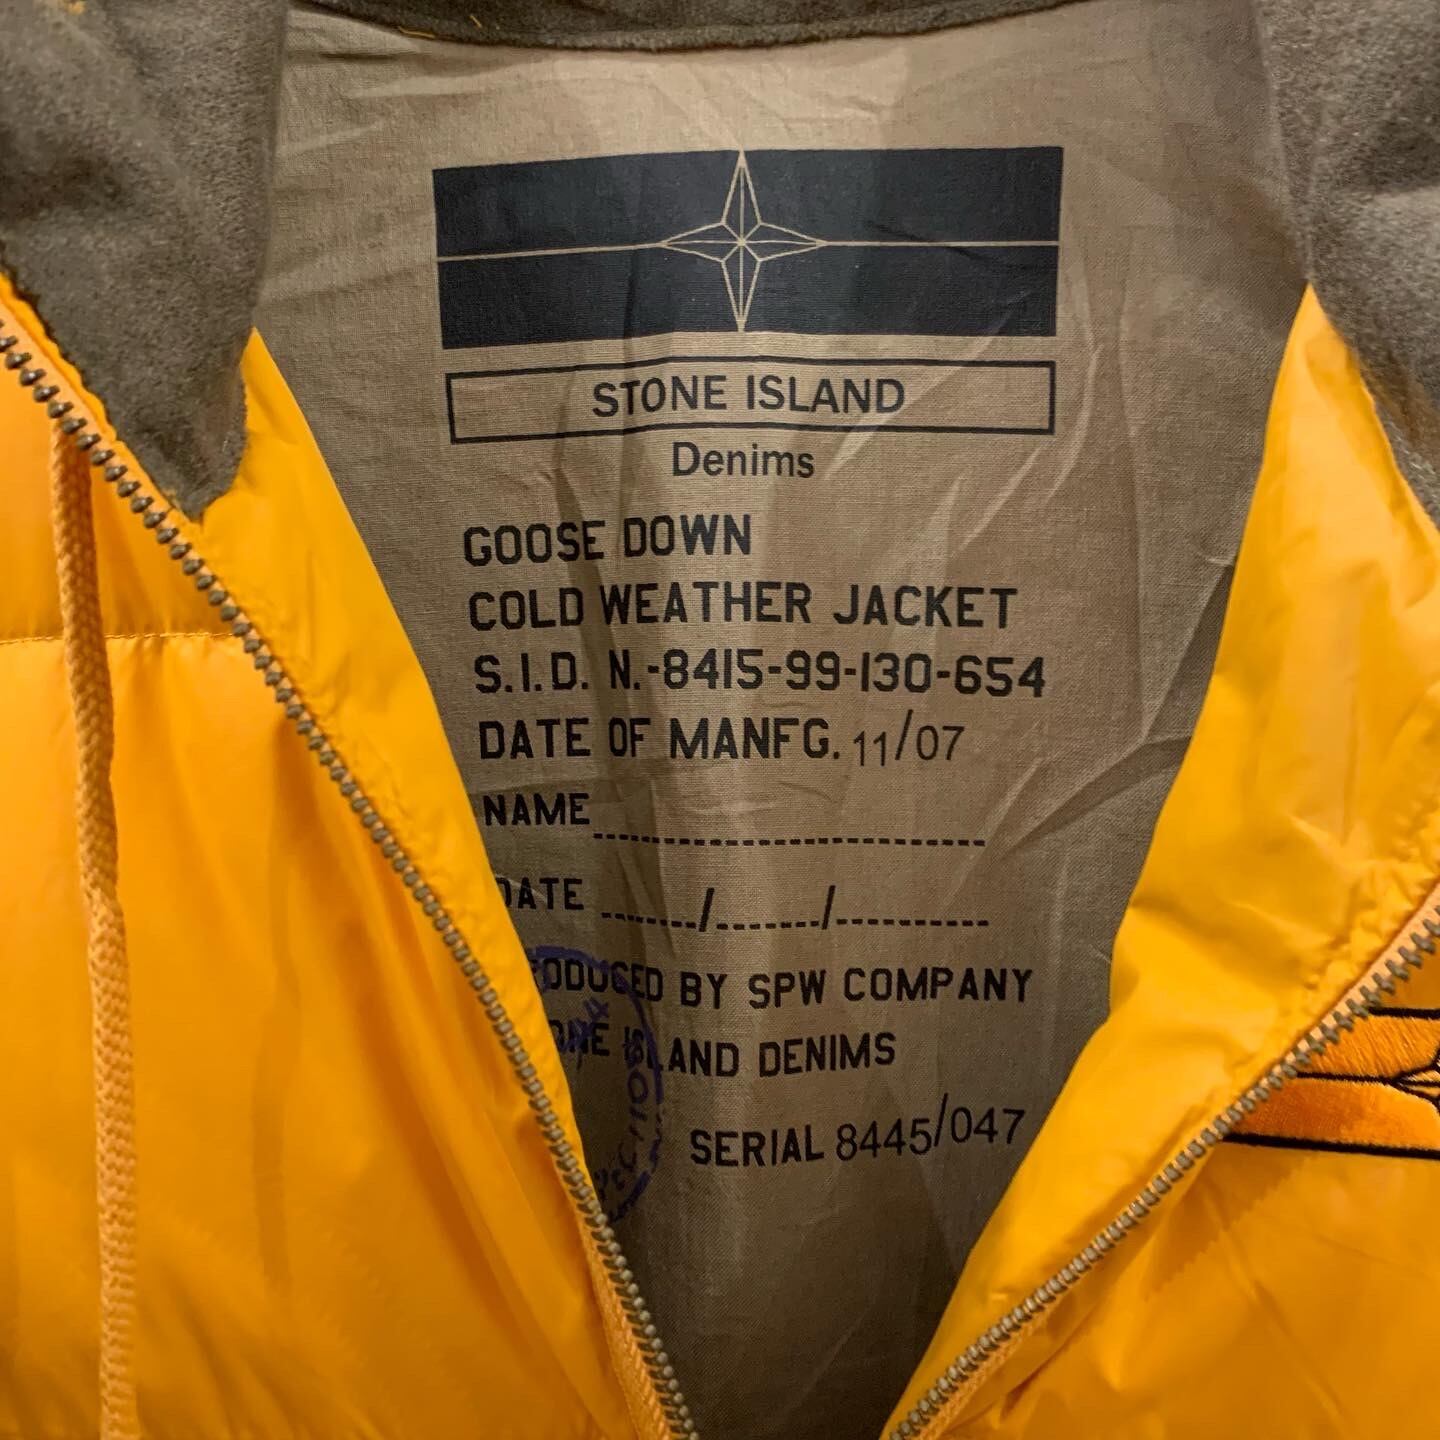 STONE ISLAND
Denims
GOOSE DOWN
COLD WEATHER JACKET
S.I.D. N.-8415-99-130-654
DATE OF MANFG. 11/07
NAME
DATE / /
BY SPW COMPANY
ISLAND DENIMS
SERIAL 8445/047